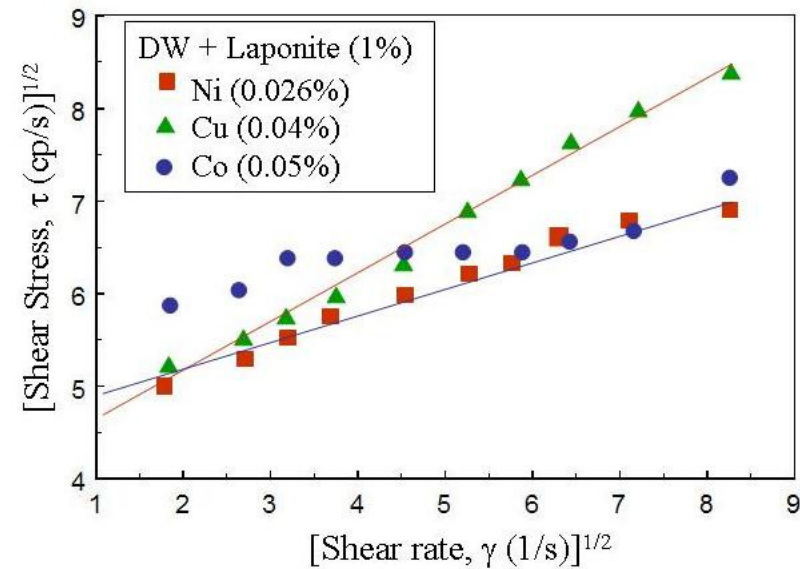 9
8
7
6
5
4
[Shear Stress, τ (cp/s)]1/2
DW + Laponite (1%)
Ni (0.026%)
Cu (0.04%)
Co (0.05%)
1 2 3 4 5 6 7 8 9
[Shear rate, γ (1/s)]1/2